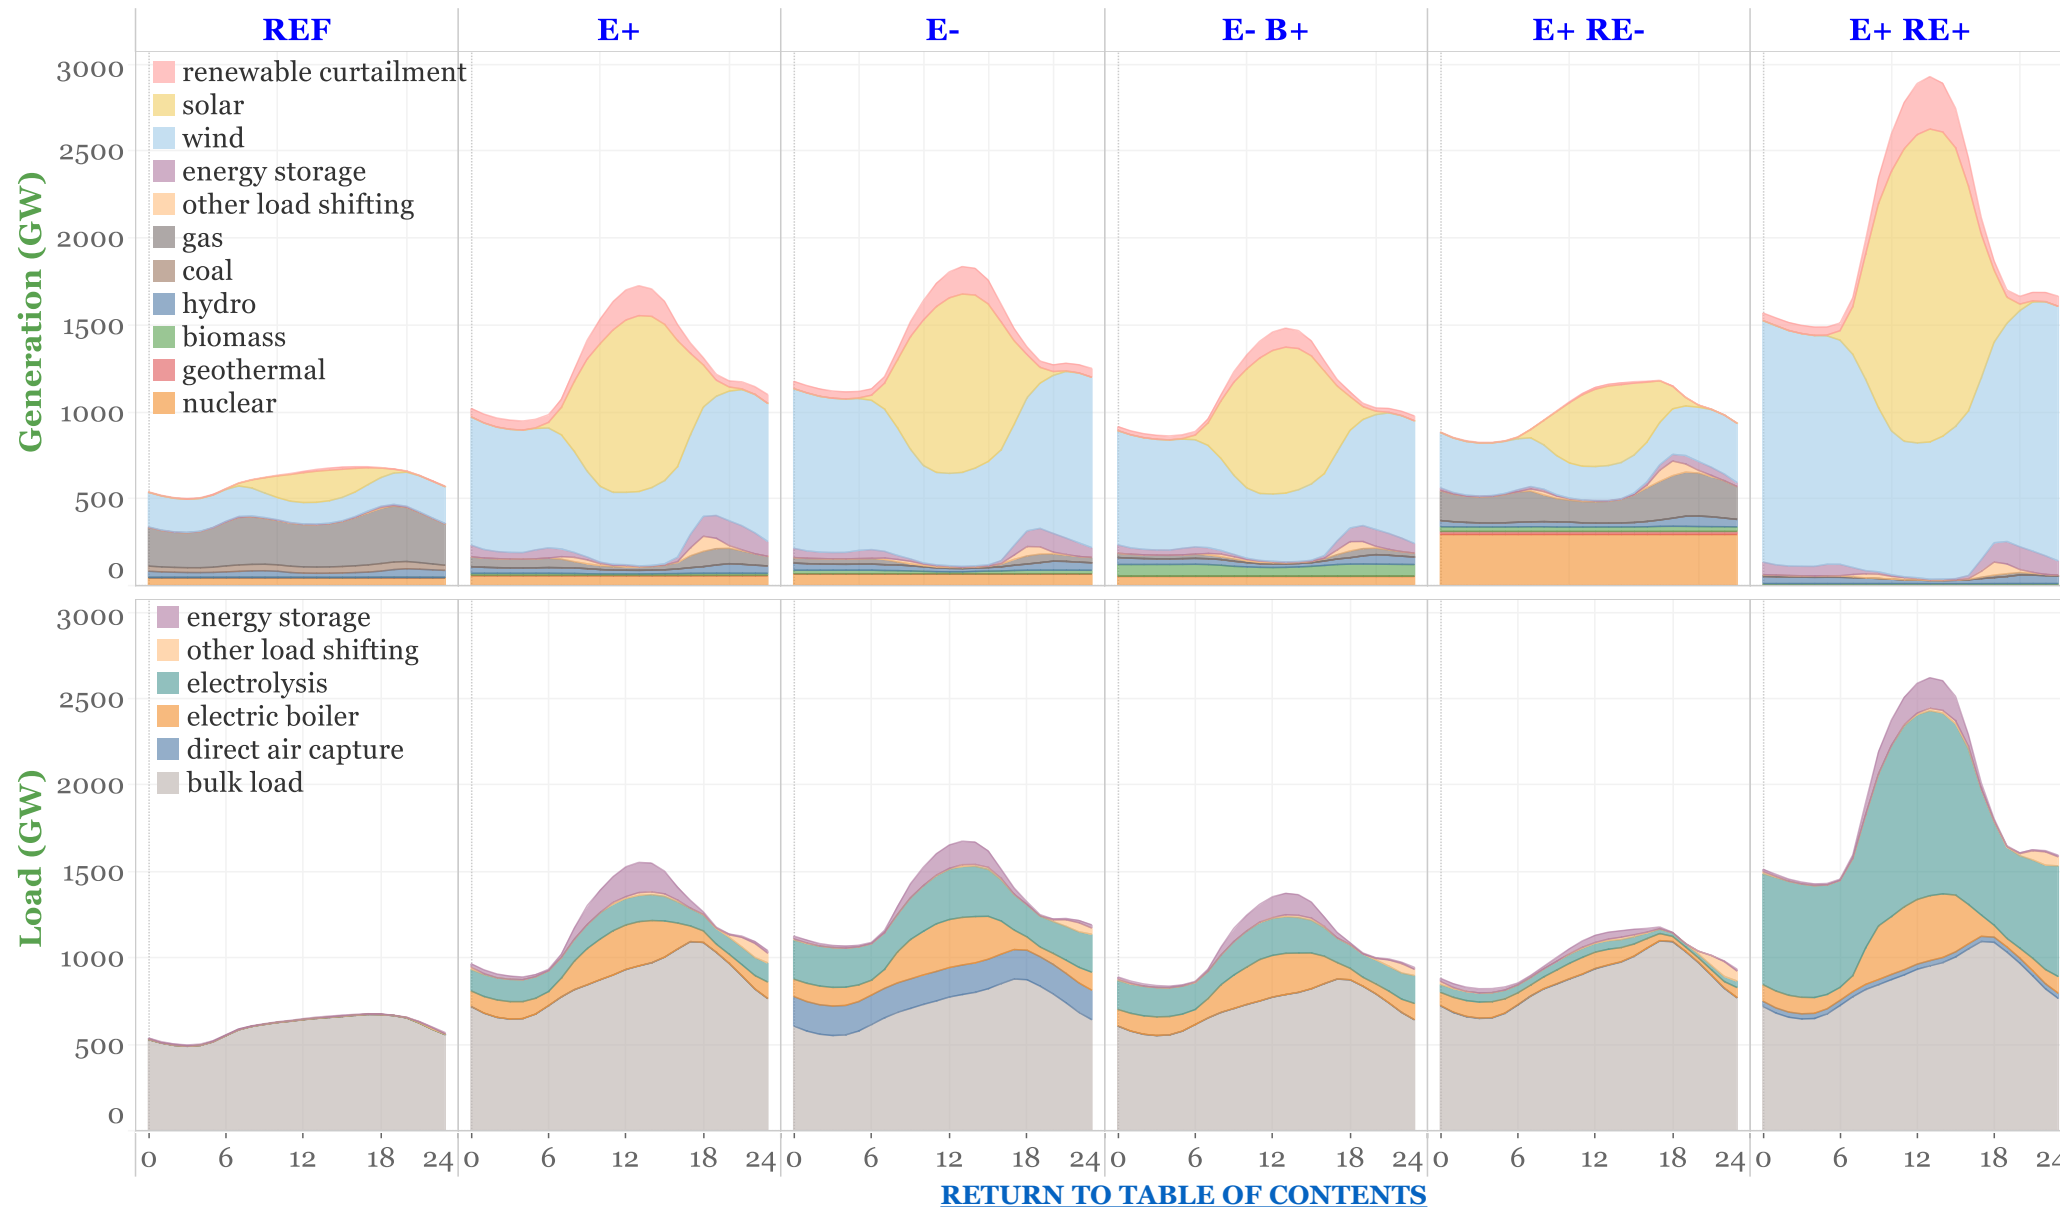 REF E+ E- E- B+ E+ RE- E+ RE+
Generation (GW)
3000
2500
2000
1500
1000
500
0
renewable curtailment
solar
wind
energy storage
other load shifting
gas
coal
hydro
biomass
geothermal
nuclear
Load (GW)
3000
2500
2000
1500
1000
500
0
energy storage
other load shifting
electrolysis
electric boiler
direct air capture
bulk load
0 6 12 18 24 0 6 12 18 24 0 6 12 18 24 0 6 12 18 24 0 6 12 18 24 0 6 12 18 24
RETURN TO TABLE OF CONTENTS